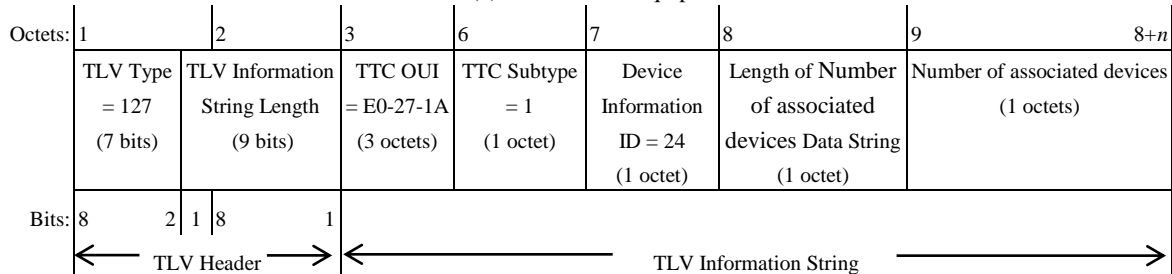 Octets: 1 2 3 6 7 8 9 8+n
TLV Type TLV Information TTC OUI TTC Subtype Device Length of Number Number of associated devices
= 127 String Length = E0-27-1A = 1 Information of associated (1 octets)
(7 bits) (9 bits) (3 octets) (1 octet) ID = 24 devices Data String
(1 octet) (1 octet)
Bits: 8 2 1 8 1
TLV Header TLV Information String